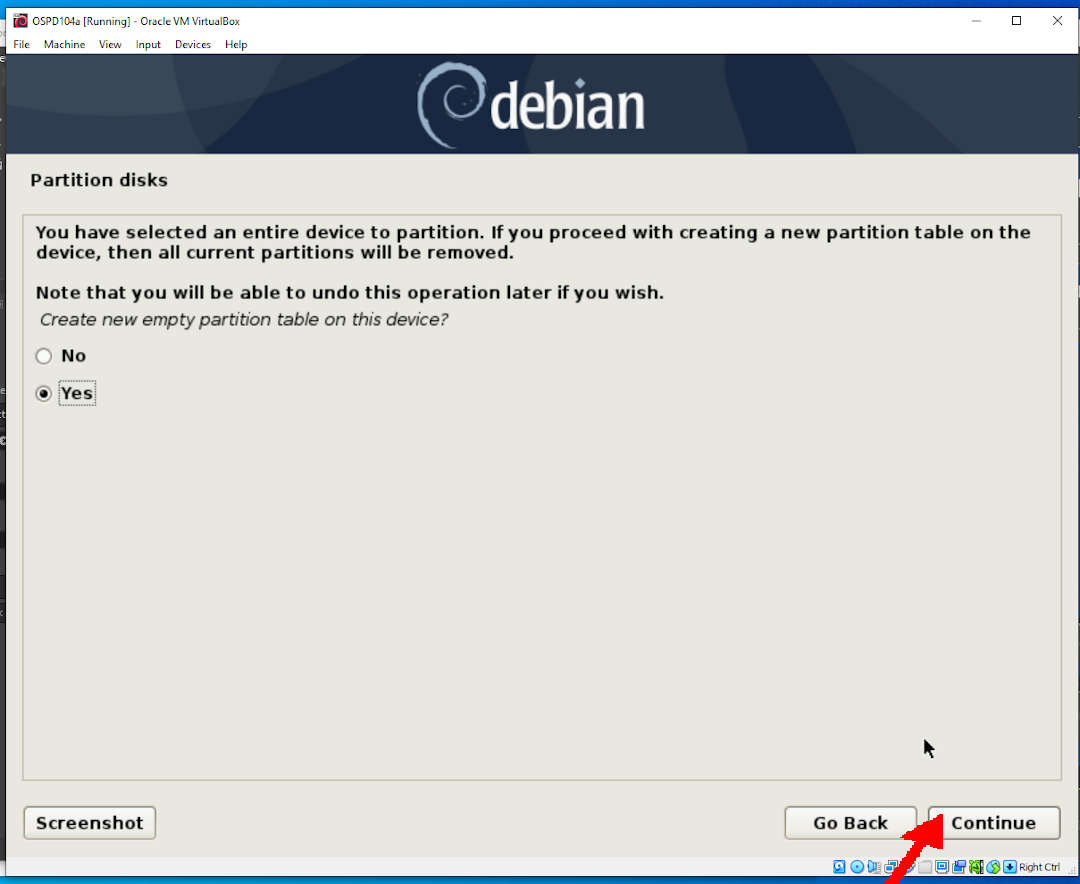 OSPD104a [Running] - Oracle VM VirtualBox
File Machine View Input Devices Help
debian
Partition disks
You have selected an entire device to partition. If you proceed with creating a new partition table on the
device, then all current partitions will be removed.
Note that you will be able to undo this operation later if you wish.
Create new empty partition table on this device?
No
Yes
Screenshot Go Back Continue
Right Ctrl